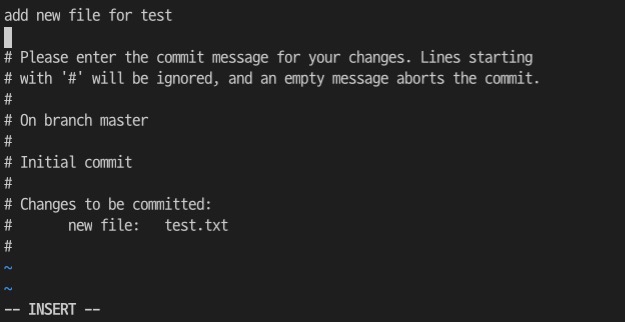 add new file for test
# Please enter the commit message for your changes. Lines starting
# with '#' will be ignored, and an empty message aborts the commit.
#
# On branch master
#
# Initial commit
#
# Changes to be committed:
#       new file:   test.txt
#
~
~
-- INSERT --